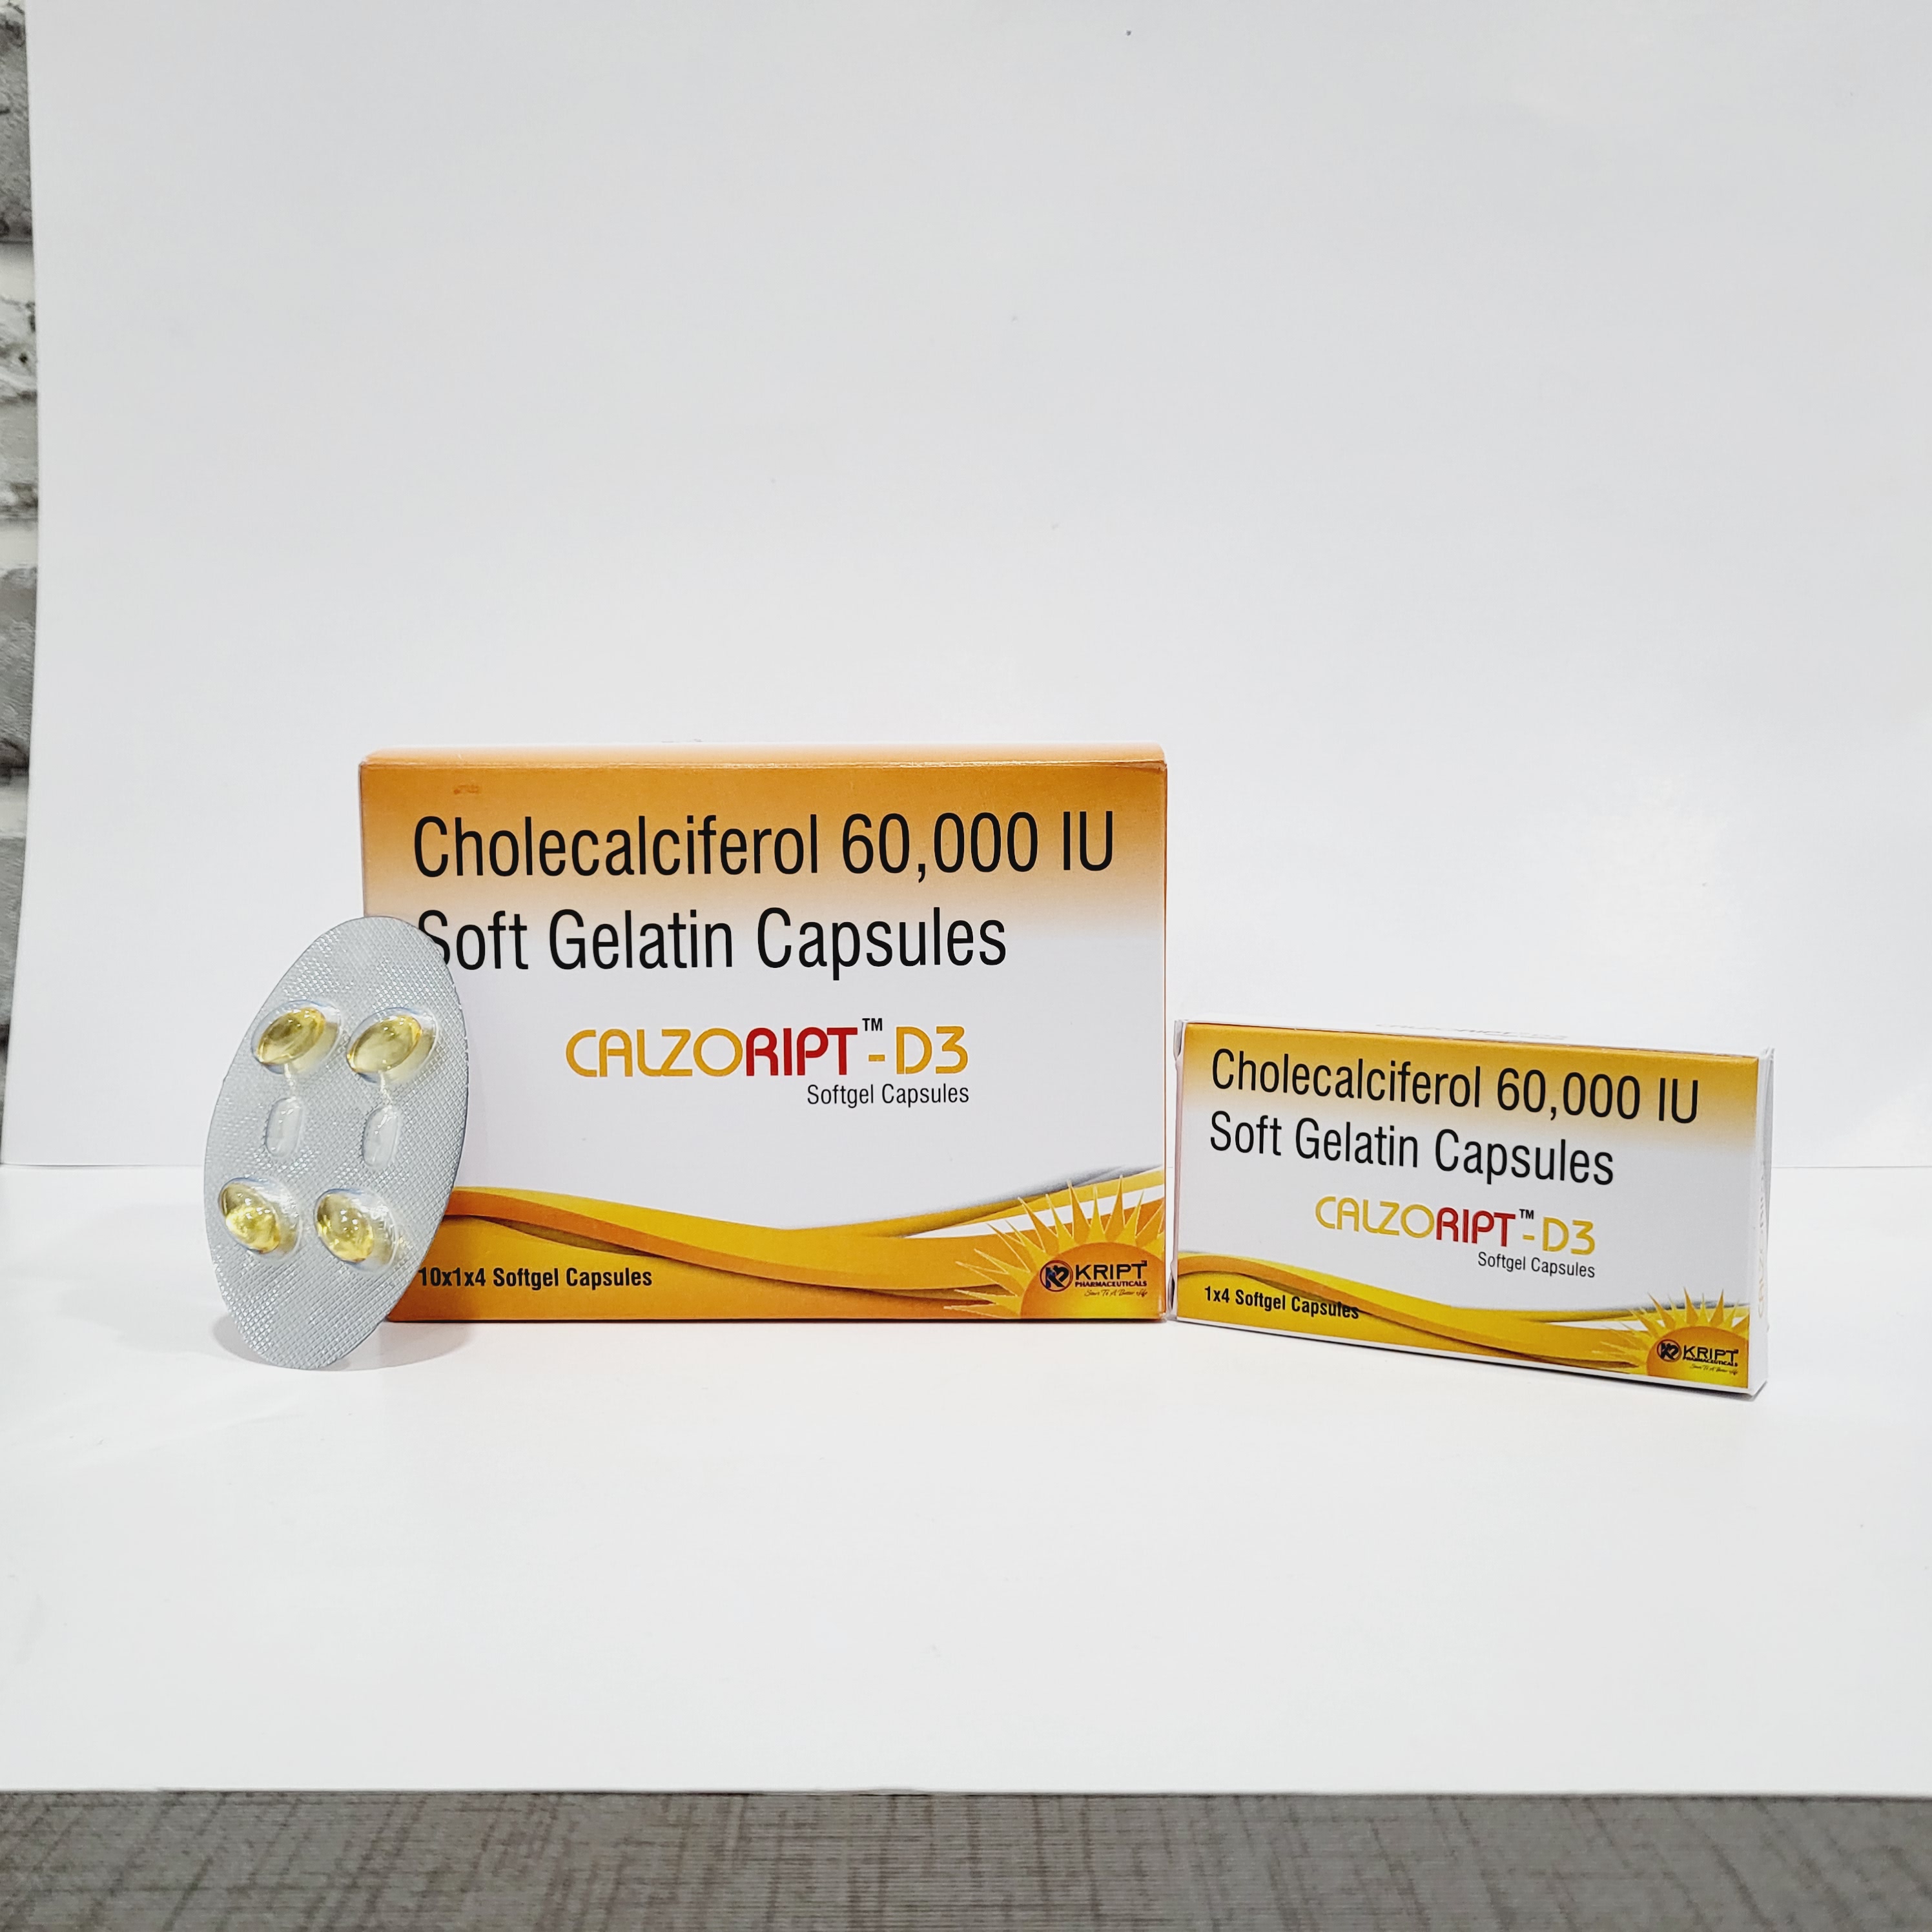 Cholecalciferol 60,000 IU
Soft Gelatin Capsules
CALZORIPT™-D3
Softgel Capsules
10x1x4 Softgel Capsules
KRIPT
PHARMACEUTICALS
Cholecalciferol 60,000 IU
Soft Gelatin Capsules
CALZORIPT™-D3
Softgel Capsules
1x4 Softgel Capsules
KRIPT
PHARMACEUTICALS